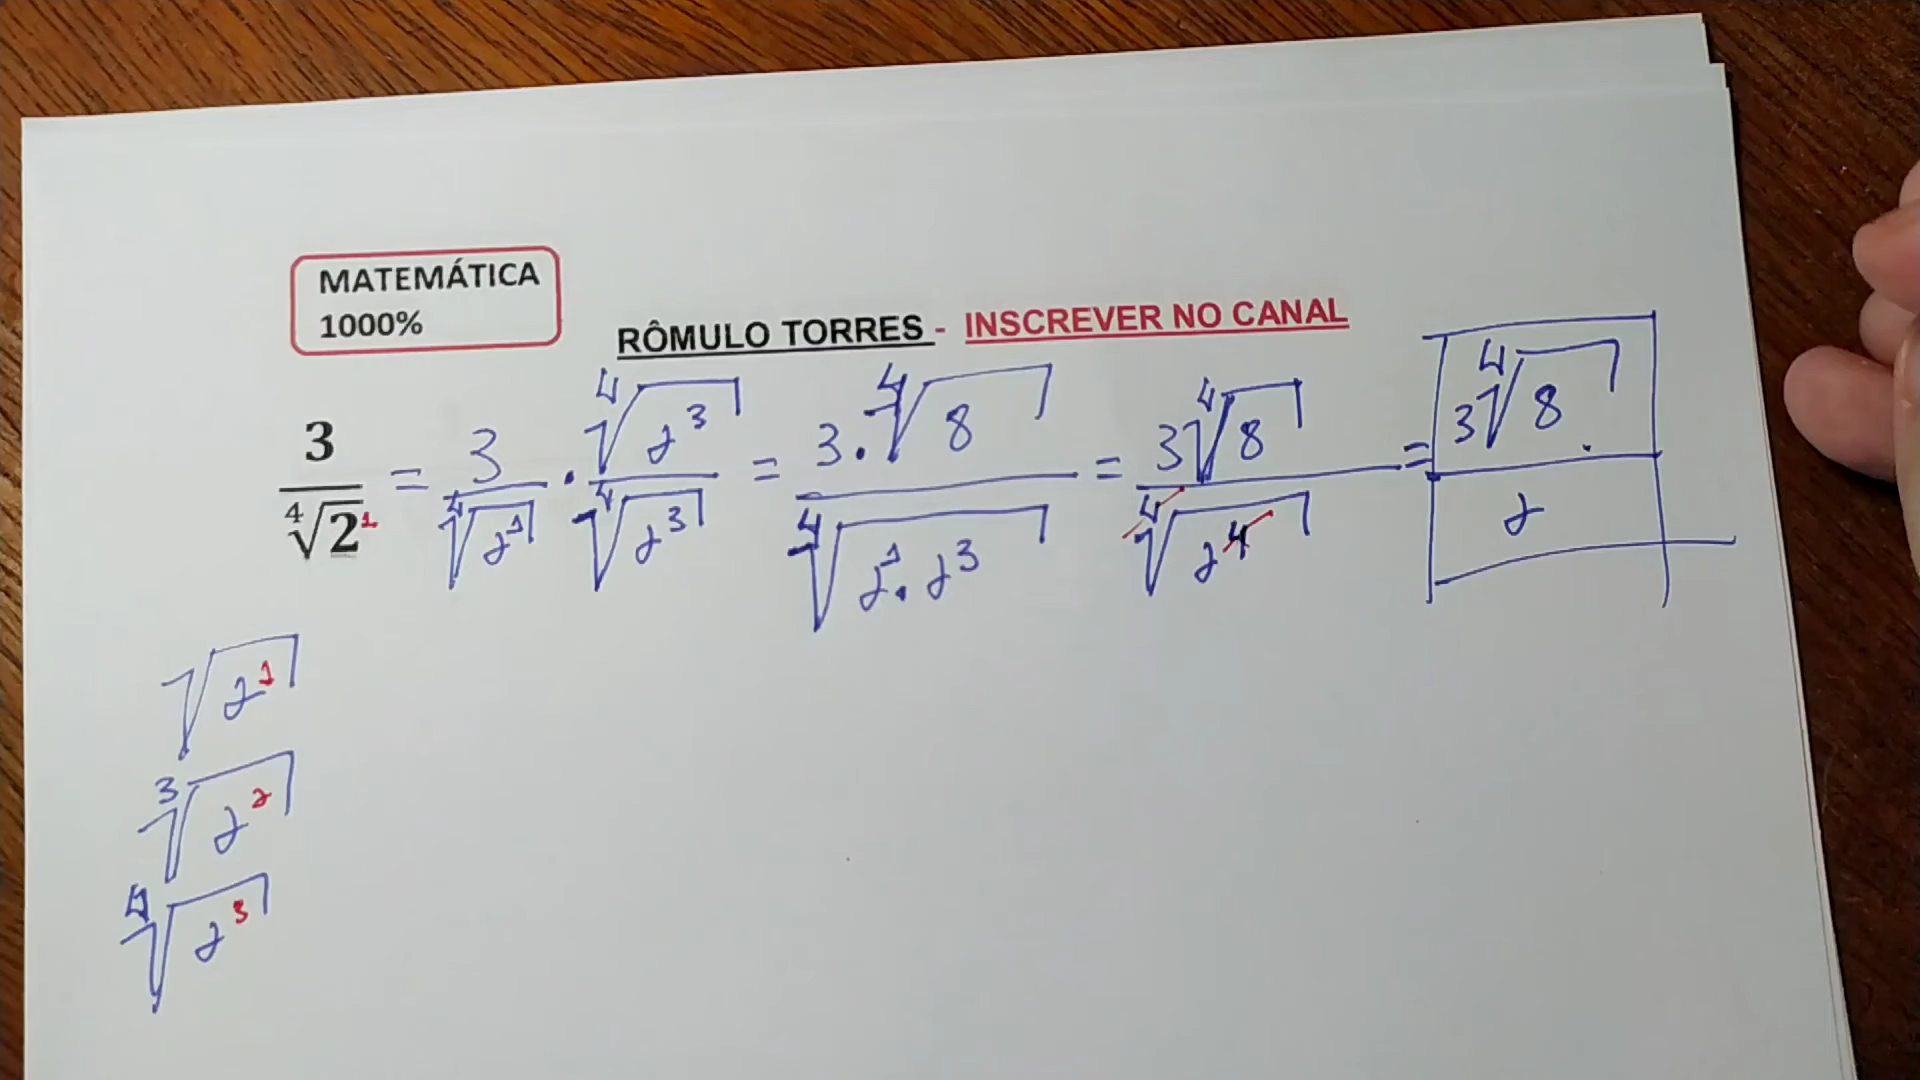 MATEMÁTICA
1000%
RÔMULO TORRES - INSCREVER NO CANAL
3/⁴√2¹ = 3/⁴√2¹ · ⁴√2³/⁴√2³ = 3·⁴√8/⁴√2¹·2³ = 3⁴√8/⁴√2⁴ = 3⁴√8/2
√2¹
³√2²
⁴√2³